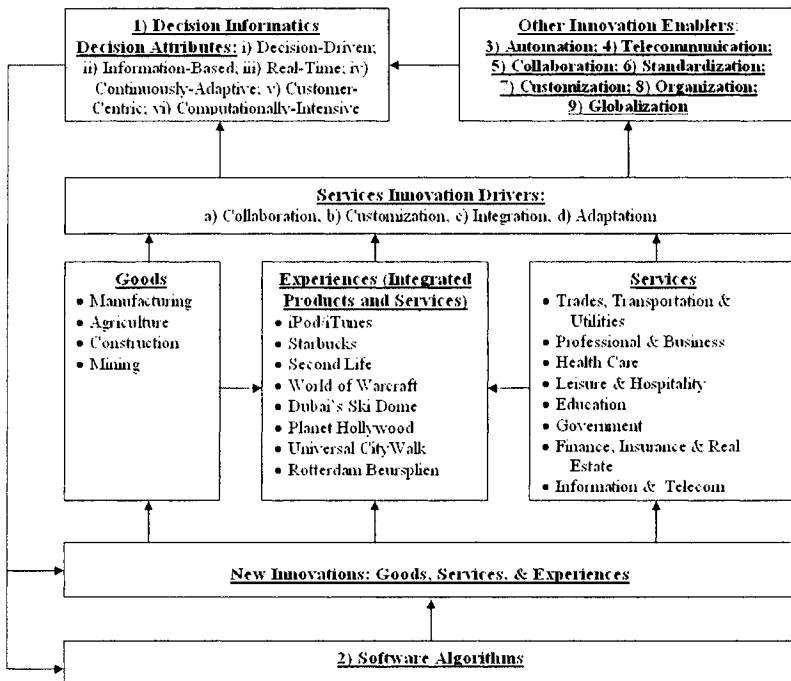 1) Decision Informatics
Decision Attributes: i) Decision-Driven;
ii) Information-Based; iii) Real-Time; iv)
Continuously-Adaptive; v) Customer-
Centric; vi) Computationally-Intensive
Other Innovation Enablers:
3) Automation; 4) Telecommunication;
5) Collaboration; 6) Standardization;
7) Customization; 8) Organization;
9) Globalization
Services Innovation Drivers:
a) Collaboration, b) Customization, c) Integration, d) Adaptation
Goods
• Manufacturing
• Agriculture
• Construction
• Mining
Experiences (Integrated
Products and Services)
• iPod/iTunes
• Starbucks
• Second Life
• World of Warcraft
• Dubai's Ski Dome
• Planet Hollywood
• Universal CityWalk
• Rotterdam Beursplien
Services
• Trades, Transportation &
Utilities
• Professional & Business
• Health Care
• Leisure & Hospitality
• Education
• Government
• Finance, Insurance & Real
Estate
• Information & Telecom
New Innovations: Goods, Services, & Experiences
2) Software Algorithms